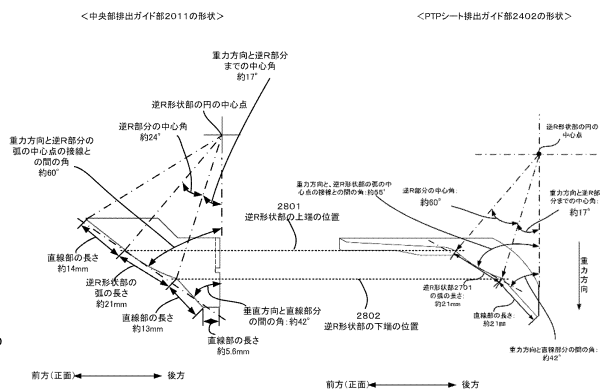 ＜中央部排出ガイド部2011の形状＞
＜PTPシート排出ガイド部2402の形状＞
重力方向と逆R部分
までの中心角
約17°
逆R形状部の円の中心点
逆R部分の中心角
約24°
重力方向と逆R部分の
弧の中心点の接線と
の間の角
約60°
直線部の長さ
約14mm
逆R形状部の
弧の長さ
約21mm
直線部の長さ
約13mm
垂直方向と直線部分
の間の角：約42°
直線部の長さ
約5.6mm
2801
逆R形状部の上端の位置
2802
逆R形状部の下端の位置
逆R形状部の円の
中心点
重力方向と、逆R形状部の弧の中
心点の接線との間の角：約55°
逆R部分の中心角：
約60°
重力方向と逆R部
分までの中心角：
約17°
逆R形状部2701
の弧の長さ：
約21mm
直線部の長さ
：約21mm
重力方向と直線部の間の角：
約42°
重力方向
前方（正面）
後方
前方（正面）
後方